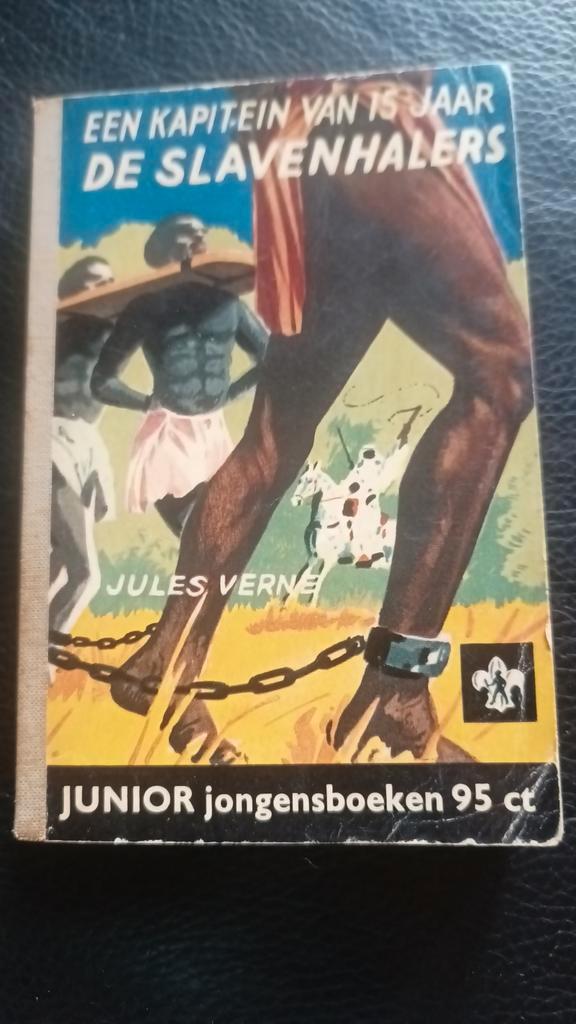 EEN KAPITEIN VAN 15 JAAR
DE SLAVENHALERS
JULES VERNE
JUNIOR jongensboeken 95 ct